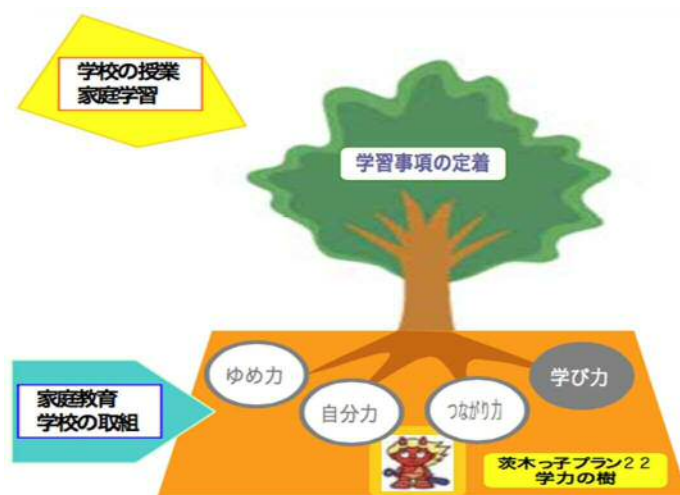 学校の授業
家庭学習
学習事項の定着
ゆめ力
学び力
自分力
つながり力
家庭教育
学校の取組
茨木っ子プラン22
学力の樹